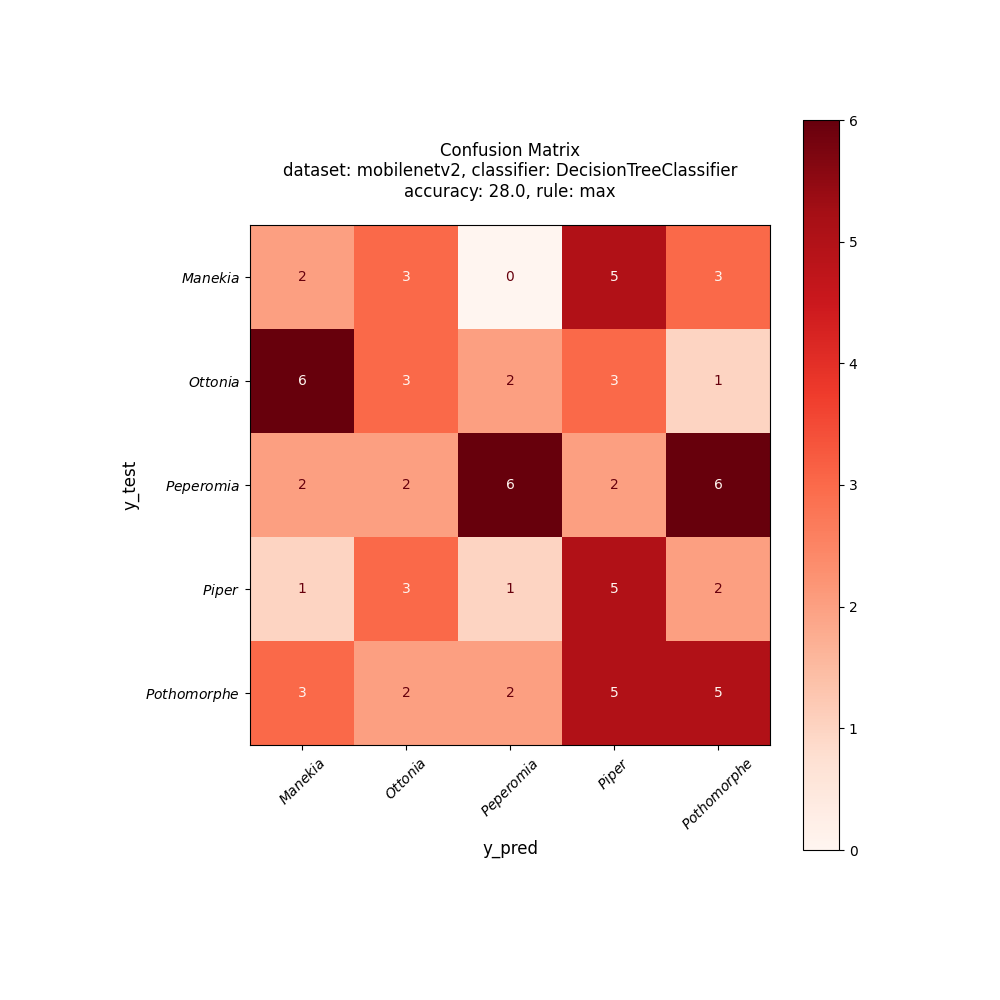 Confusion Matrix
dataset: mobilenetv2, classifier: DecisionTreeClassifier
accuracy: 28.0, rule: max
Manekia 2 3 0 5 3
Ottonia 6 3 2 3 1
Peperomia 2 2 6 2 6
Piper 1 3 1 5 2
Pothomorphe 3 2 2 5 5
Manekia Ottonia Peperomia Piper Pothomorphe
y_pred
y_test
6
5
4
3
2
1
0